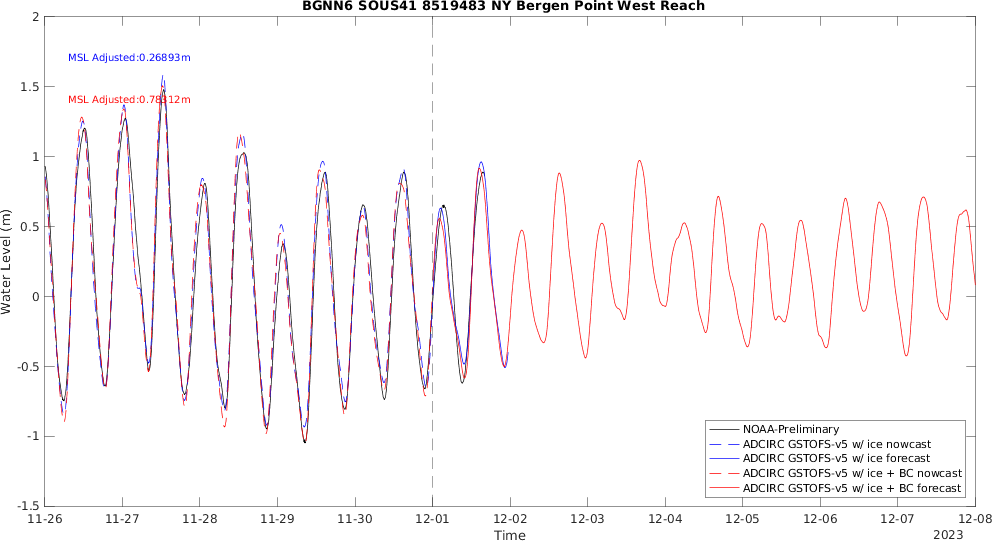 BGNN6 SOUS41 8519483 NY Bergen Point West Reach
2
1.5
1
0.5
0
-0.5
-1
-1.5
Water Level (m)
MSL Adjusted:0.26893m
MSL Adjusted:0.78312m
NOAA-Preliminary
ADCIRC GSTOFS-v5 w/ ice nowcast
ADCIRC GSTOFS-v5 w/ ice forecast
ADCIRC GSTOFS-v5 w/ ice + BC nowcast
ADCIRC GSTOFS-v5 w/ ice + BC forecast
11-26 11-27 11-28 11-29 11-30 12-01 12-02 12-03 12-04 12-05 12-06 12-07 12-08
Time
2023